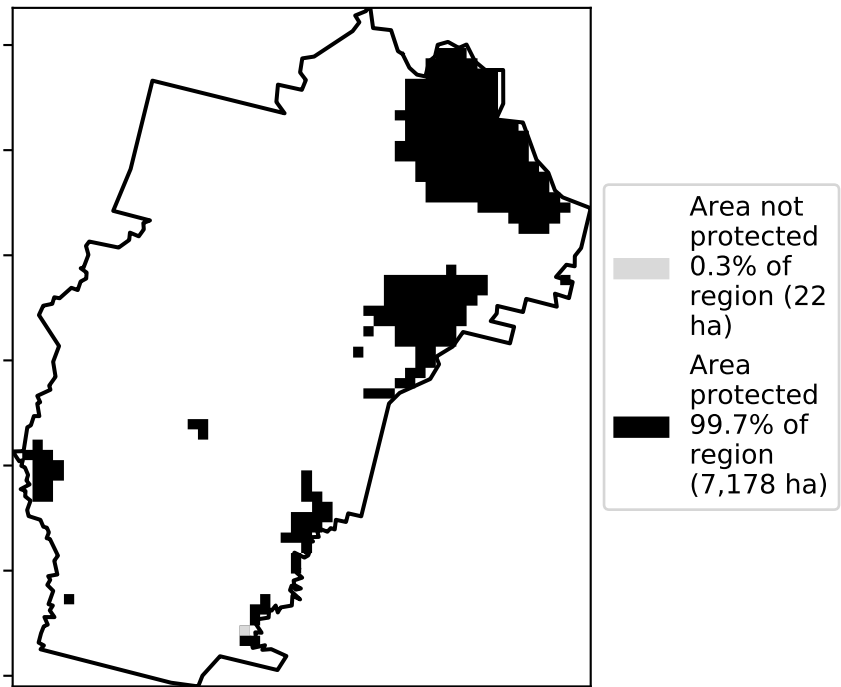 Area not
protected
0.3% of
region (22
ha)
Area
protected
99.7% of
region
(7,178 ha)